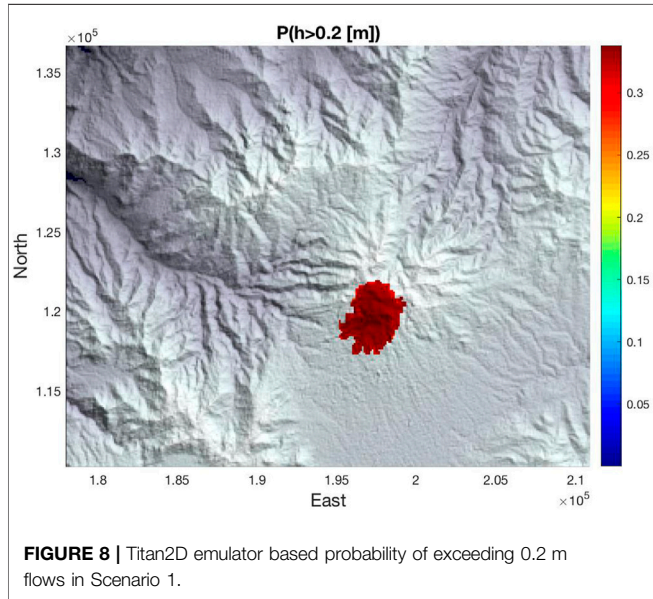 P(h>0.2 [m])
×10⁵
1.35
1.3
1.25
1.2
1.15
North
1.8 1.85 1.9 1.95 2 2.05 2.1
East
×10⁵
0.3
0.25
0.2
0.15
0.1
0.05
FIGURE 8 | Titan2D emulator based probability of exceeding 0.2 m
flows in Scenario 1.